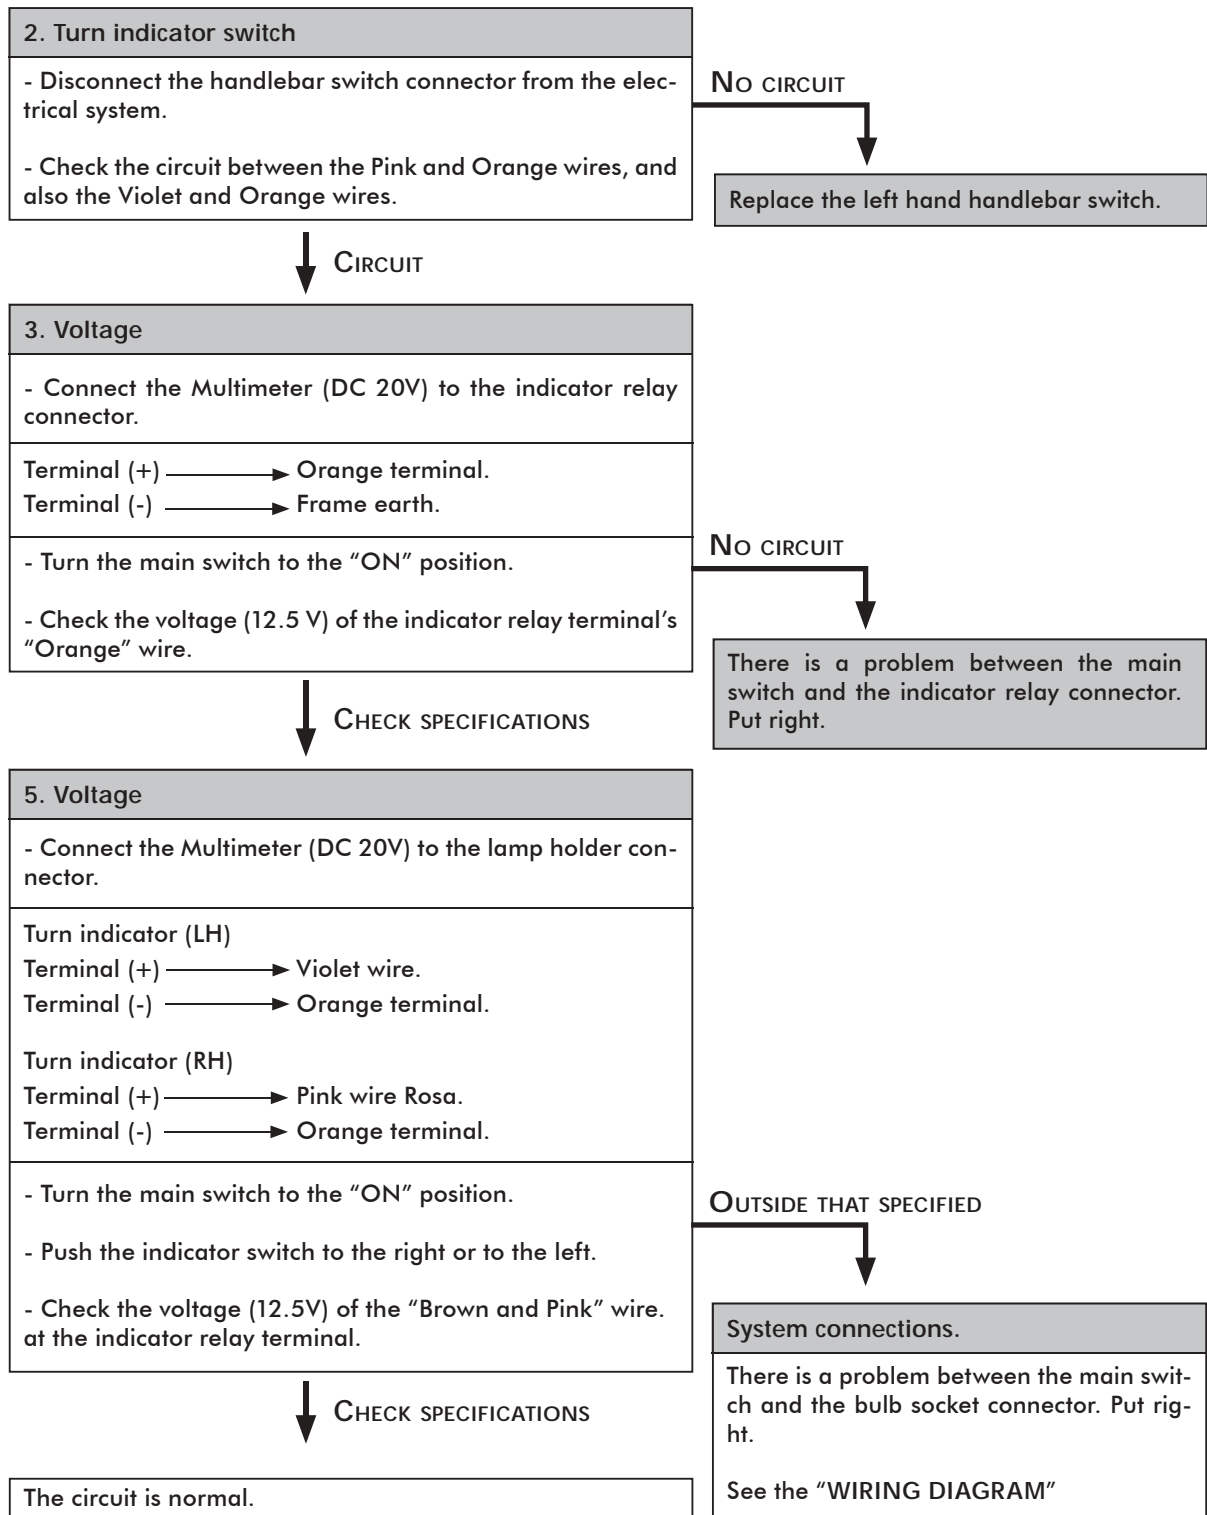 2. Turn indicator switch
- Disconnect the handlebar switch connector from the elec-
trical system.
- Check the circuit between the Pink and Orange wires, and
also the Violet and Orange wires.
NO CIRCUIT
Replace the left hand handlebar switch.
CIRCUIT
3. Voltage
- Connect the Multimeter (DC 20V) to the indicator relay
connector.
Terminal (+) Orange terminal.
Terminal (-) Frame earth.
- Turn the main switch to the “ON” position.
- Check the voltage (12.5 V) of the indicator relay terminal’s
“Orange” wire.
NO CIRCUIT
There is a problem between the main
switch and the indicator relay connector.
Put right.
CHECK SPECIFICATIONS
5. Voltage
- Connect the Multimeter (DC 20V) to the lamp holder con-
nector.
Turn indicator (LH)
Terminal (+) Violet wire.
Terminal (-) Orange terminal.
Turn indicator (RH)
Terminal (+) Pink wire Rosa.
Terminal (-) Orange terminal.
- Turn the main switch to the “ON” position.
- Push the indicator switch to the right or to the left.
- Check the voltage (12.5V) of the “Brown and Pink” wire.
at the indicator relay terminal.
OUTSIDE THAT SPECIFIED
System connections.
There is a problem between the main swit-
ch and the bulb socket connector. Put rig-
ht.
See the “WIRING DIAGRAM”
CHECK SPECIFICATIONS
The circuit is normal.